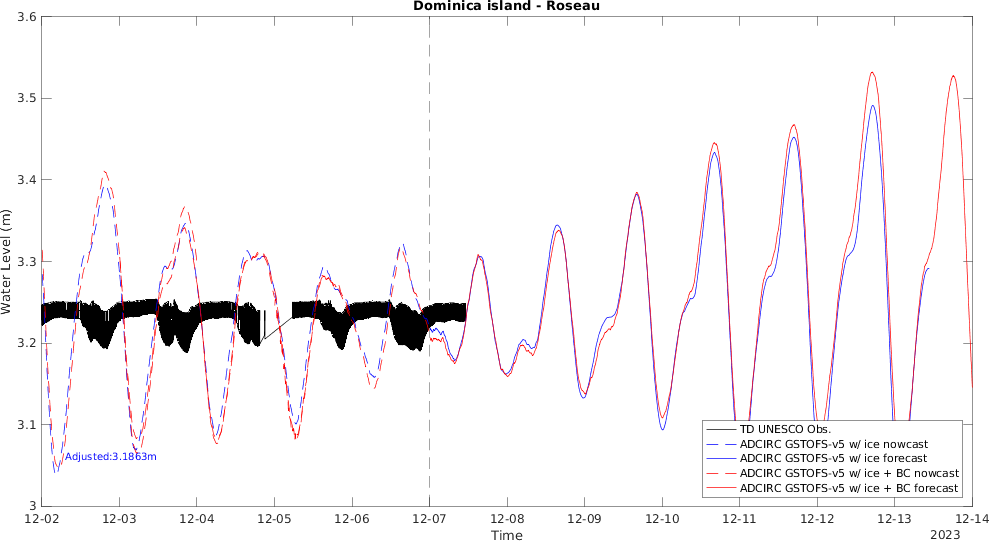 Dominica island - Roseau
3.6
3.5
3.4
3.3
3.2
3.1
3
Water Level (m)
Adjusted:3.1863m
TD UNESCO Obs.
ADCIRC GSTOFS-v5 w/ ice nowcast
ADCIRC GSTOFS-v5 w/ ice forecast
ADCIRC GSTOFS-v5 w/ ice + BC nowcast
ADCIRC GSTOFS-v5 w/ ice + BC forecast
12-02 12-03 12-04 12-05 12-06 12-07 12-08 12-09 12-10 12-11 12-12 12-13 12-14
Time
2023